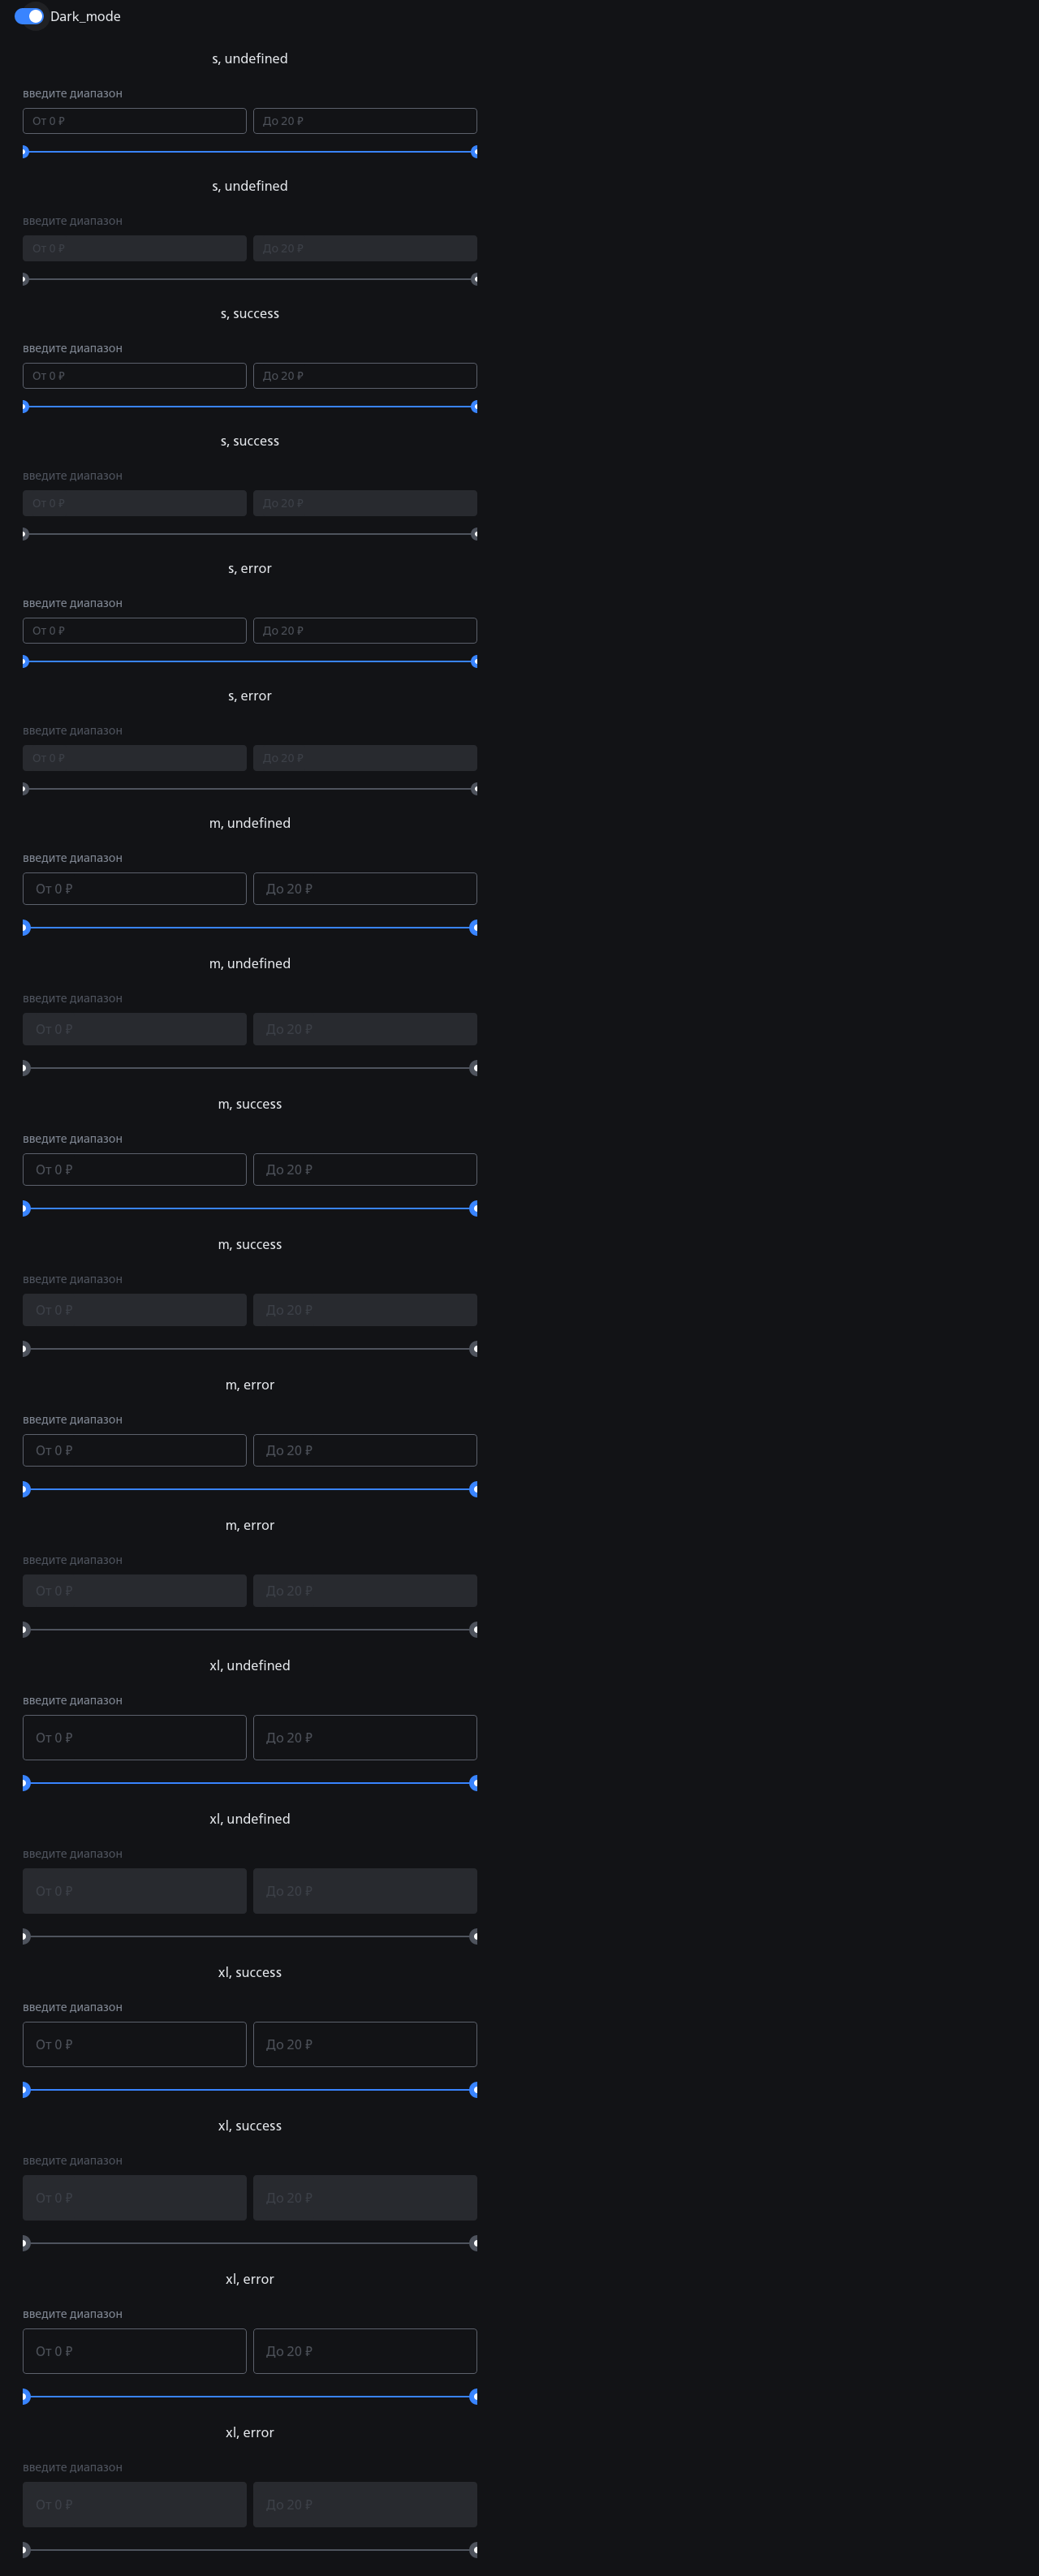 Dark_mode
s, undefined
введите диапазон
От 0 ₽ До 20 ₽
s, undefined
введите диапазон
От 0 ₽ До 20 ₽
s, success
введите диапазон
От 0 ₽ До 20 ₽
s, success
введите диапазон
От 0 ₽ До 20 ₽
s, error
введите диапазон
От 0 ₽ До 20 ₽
s, error
введите диапазон
От 0 ₽ До 20 ₽
m, undefined
введите диапазон
От 0 ₽ До 20 ₽
m, undefined
введите диапазон
От 0 ₽ До 20 ₽
m, success
введите диапазон
От 0 ₽ До 20 ₽
m, success
введите диапазон
От 0 ₽ До 20 ₽
m, error
введите диапазон
От 0 ₽ До 20 ₽
m, error
введите диапазон
От 0 ₽ До 20 ₽
xl, undefined
введите диапазон
От 0 ₽ До 20 ₽
xl, undefined
введите диапазон
От 0 ₽ До 20 ₽
xl, success
введите диапазон
От 0 ₽ До 20 ₽
xl, success
введите диапазон
От 0 ₽ До 20 ₽
xl, error
введите диапазон
От 0 ₽ До 20 ₽
xl, error
введите диапазон
От 0 ₽ До 20 ₽